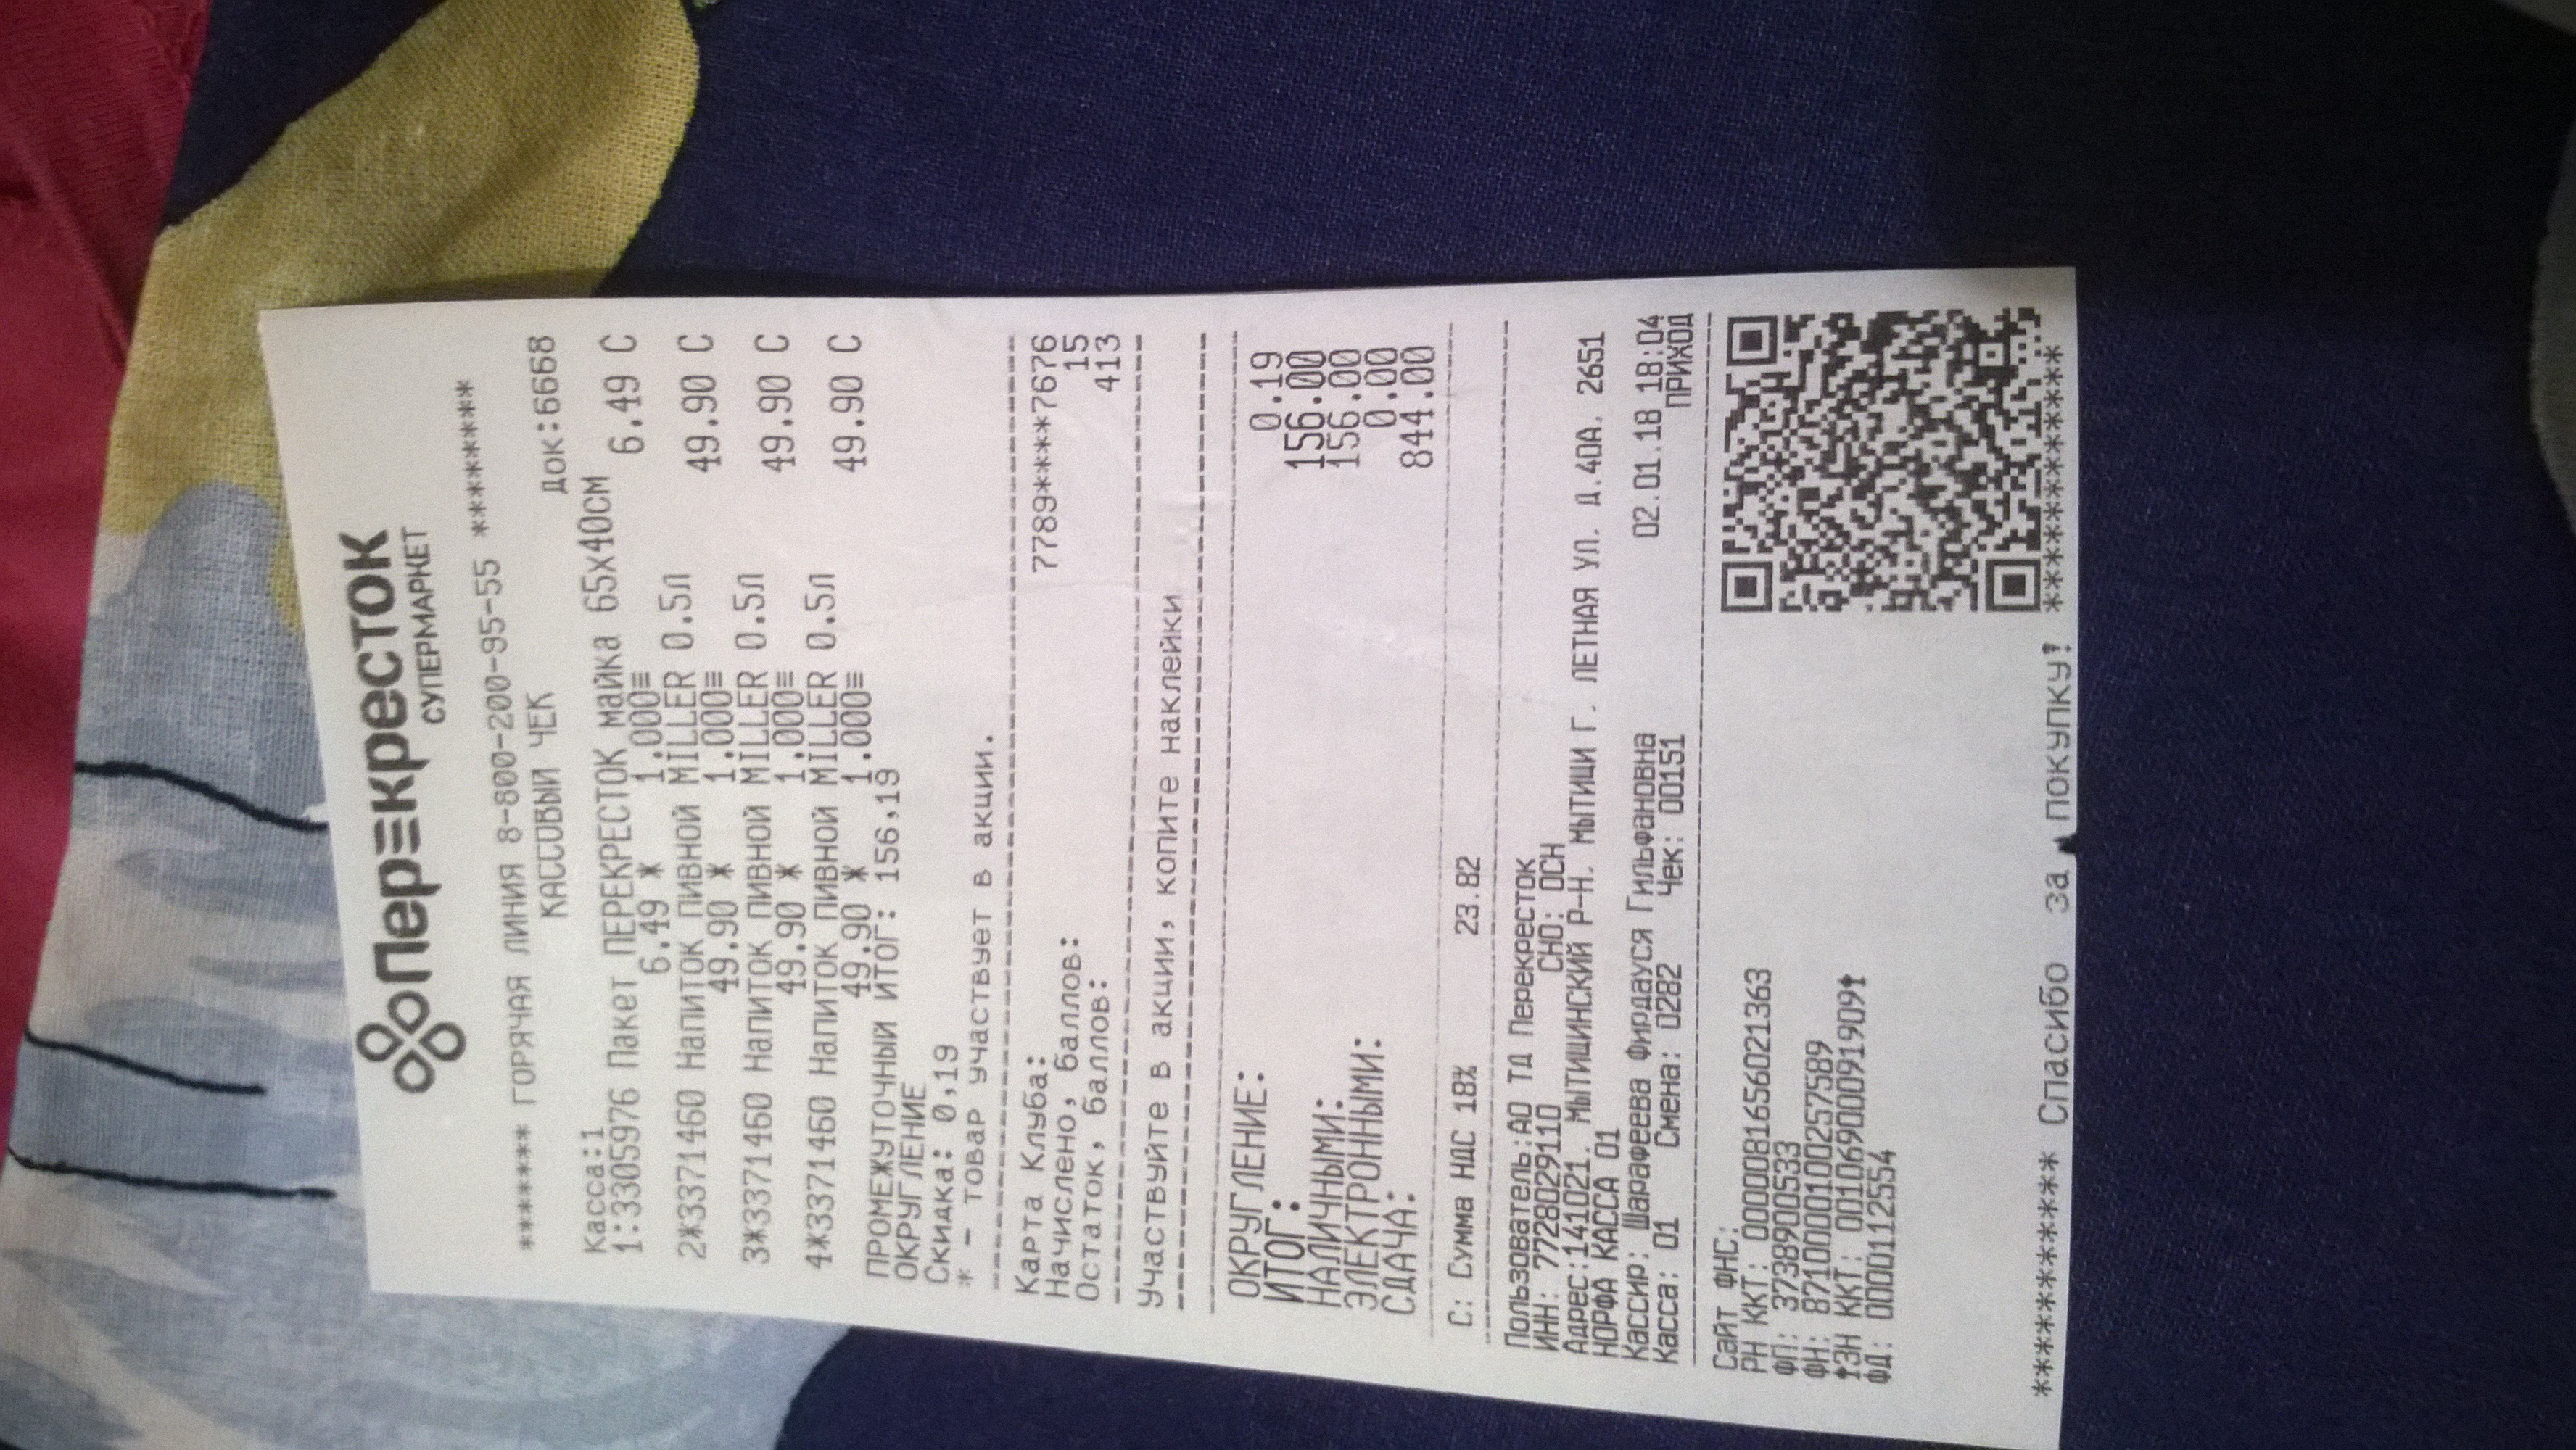 ПЕРЕКРЕСТОК
СУПЕРМАРКЕТ
****** ГОРЯЧАЯ ЛИНИЯ 8-800-200-95-55 *******
КАССОВЫЙ ЧЕК
Касса:1 док:6668
1:3305976 Пакет ПЕРЕКРЕСТОК майка 65х40см
6.49 * 1.000≡ 6.49 С
2*3371460 Напиток ПИВНОЙ MILLER 0.5л
49.90 * 1.000≡ 49.90 С
3*3371460 Напиток ПИВНОЙ MILLER 0.5л
49.90 * 1.000≡ 49.90 С
4*3371460 Напиток ПИВНОЙ MILLER 0.5л
49.90 * 1.000≡ 49.90 С
ПРОМЕЖУТОЧНЫЙ ИТОГ: 156,19
ОКРУГЛЕНИЕ
Скидка: 0,19
* - товар участвует в акции.
Карта Клуба: 7789****7676
Начислено, баллов: 15
Остаток, баллов: 413
Участвуйте в акции, копите наклейки
ОКРУГЛЕНИЕ: 0.19
ИТОГ: 156.00
НАЛИЧНЫМИ: 156.00
ЭЛЕКТРОННЫМИ: 0.00
СДАЧА: 844.00
С: Сумма НДС 18% 23.82
Пользователь:АО ТД Перекресток
ИНН: 7728029110 СНО: ОСН
Адрес:141021. МЫТИЩИНСКИЙ Р-Н. МЫТИЩИ Г. ЛЕТНАЯ УЛ. Д.40А. 2651
НОРФА КАССА 01
Кассир: Шарафеева Фирдауся Гильфановна 02.01.18 18:04
Касса: 01 Смена: 0282 Чек: 00151 ПРИХОД
Сайт ФНС:
РН ККТ: 0000081656021363
ФП: 3738900533
ФН: 8710000100257589
ЗН ККТ: 00106900091909
ФД: 0000112554
************ Спасибо за покупку! ****************